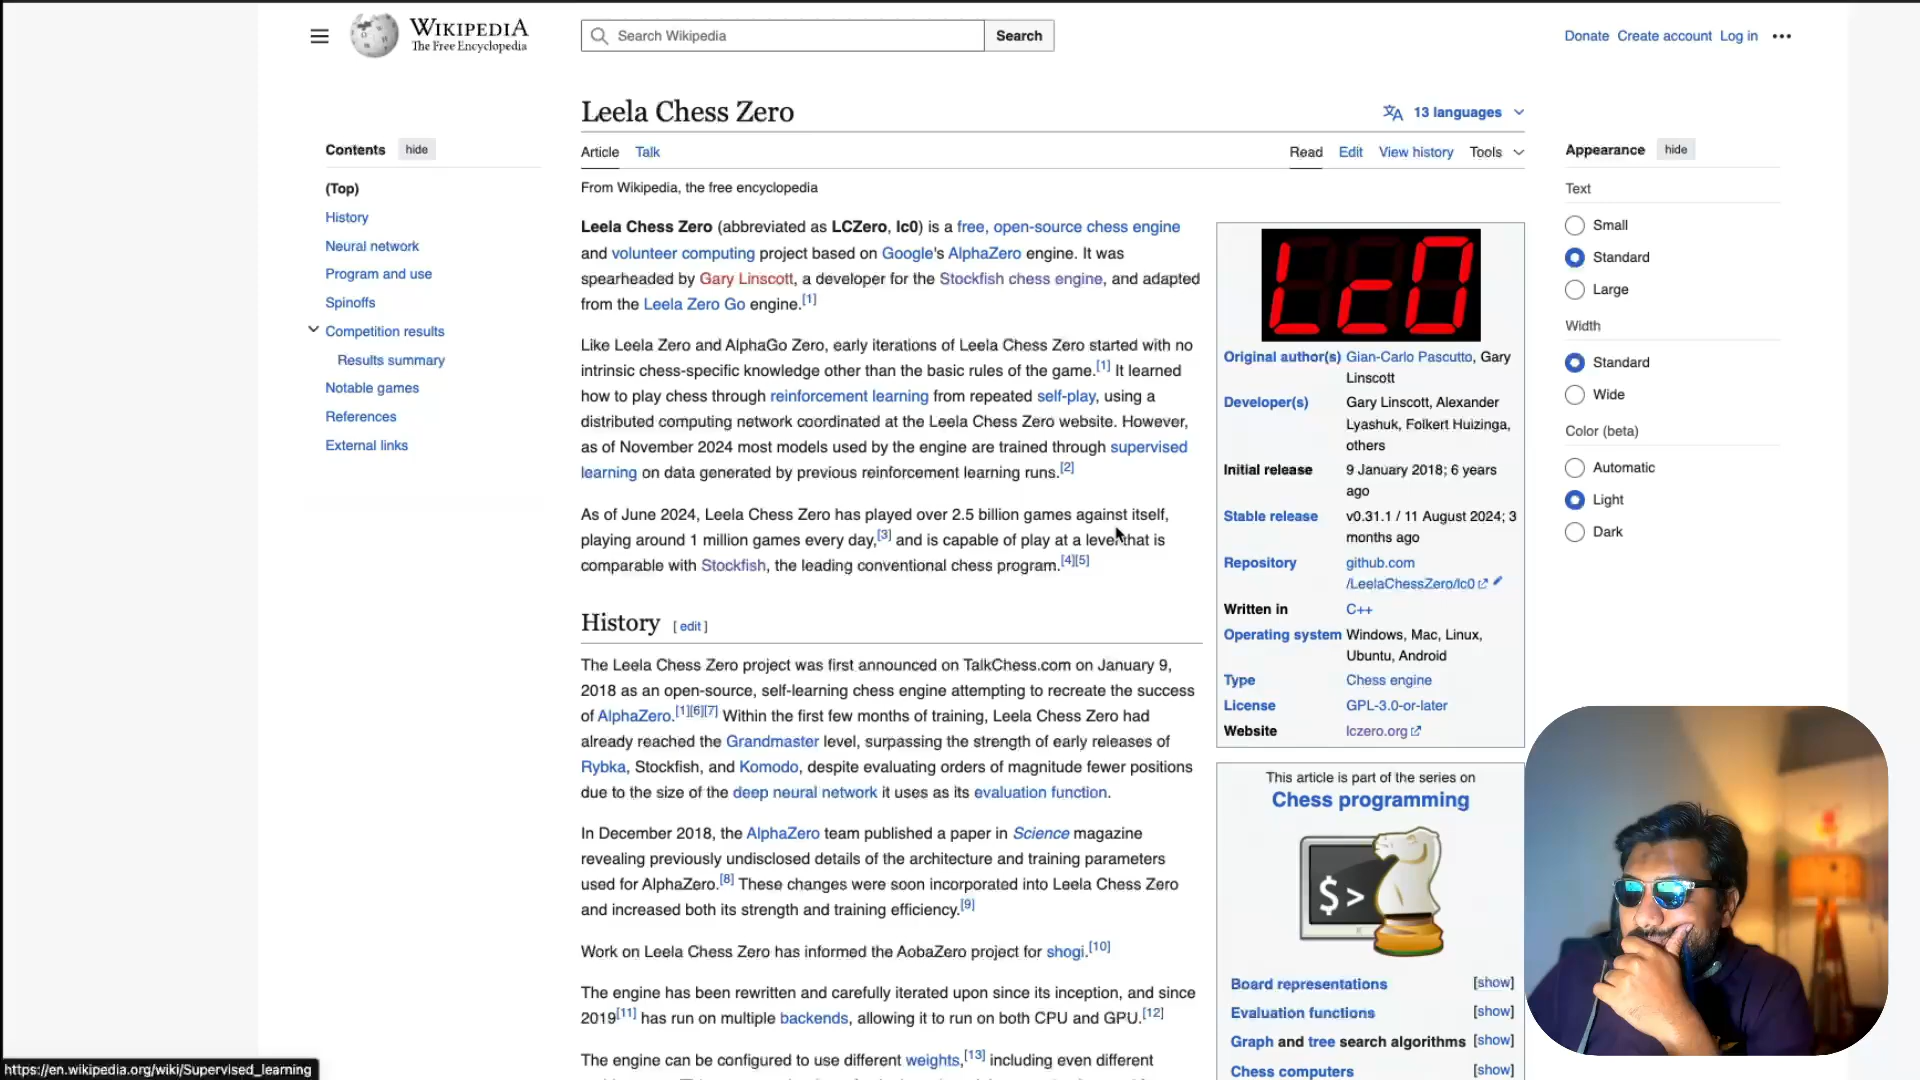 WIKIPEDIA
The Free Encyclopedia
Search Wikipedia
Search
Donate Create account Log in
Contents hide
(Top)
History
Neural network
Program and use
Spinoffs
Competition results
Results summary
Notable games
References
External links
Leela Chess Zero
13 languages
Article Talk
Read Edit View history Tools
From Wikipedia, the free encyclopedia
Leela Chess Zero (abbreviated as LCZero, lc0) is a free, open-source chess engine
and volunteer computing project based on Google's AlphaZero engine. It was
spearheaded by Gary Linscott, a developer for the Stockfish chess engine, and adapted
from the Leela Zero Go engine.[1]
Like Leela Zero and AlphaGo Zero, early iterations of Leela Chess Zero started with no
intrinsic chess-specific knowledge other than the basic rules of the game.[1] It learned
how to play chess through reinforcement learning from repeated self-play, using a
distributed computing network coordinated at the Leela Chess Zero website. However,
as of November 2024 most models used by the engine are trained through supervised
learning on data generated by previous reinforcement learning runs.[2]
As of June 2024, Leela Chess Zero has played over 2.5 billion games against itself,
playing around 1 million games every day,[3] and is capable of play at a level that is
comparable with Stockfish, the leading conventional chess program.[4][5]
History [ edit ]
The Leela Chess Zero project was first announced on TalkChess.com on January 9,
2018 as an open-source, self-learning chess engine attempting to recreate the success
of AlphaZero.[1][6][7] Within the first few months of training, Leela Chess Zero had
already reached the Grandmaster level, surpassing the strength of early releases of
Rybka, Stockfish, and Komodo, despite evaluating orders of magnitude fewer positions
due to the size of the deep neural network it uses as its evaluation function.
In December 2018, the AlphaZero team published a paper in Science magazine
revealing previously undisclosed details of the architecture and training parameters
used for AlphaZero.[8] These changes were soon incorporated into Leela Chess Zero
and increased both its strength and training efficiency.[9]
Work on Leela Chess Zero has informed the AobaZero project for shogi.[10]
The engine has been rewritten and carefully iterated upon since its inception, and since
2019[11] has run on multiple backends, allowing it to run on both CPU and GPU.[12]
The engine can be configured to use different weights,[13] including even different
Lc0
Original author(s) Gian-Carlo Pascutto, Gary
Linscott
Developer(s) Gary Linscott, Alexander
Lyashuk, Folkert Huizinga,
others
Initial release 9 January 2018; 6 years
ago
Stable release v0.31.1 / 11 August 2024; 3
months ago
Repository github.com
/LeelaChessZero/lc0
Written in C++
Operating system Windows, Mac, Linux,
Ubuntu, Android
Type Chess engine
License GPL-3.0-or-later
Website lczero.org
This article is part of the series on
Chess programming
$ >
Board representations [show]
Evaluation functions [show]
Graph and tree search algorithms [show]
Chess computers [show]
Appearance hide
Text
Small
Standard
Large
Width
Standard
Wide
Color (beta)
Automatic
Light
Dark
https://en.wikipedia.org/wiki/Supervised_learning